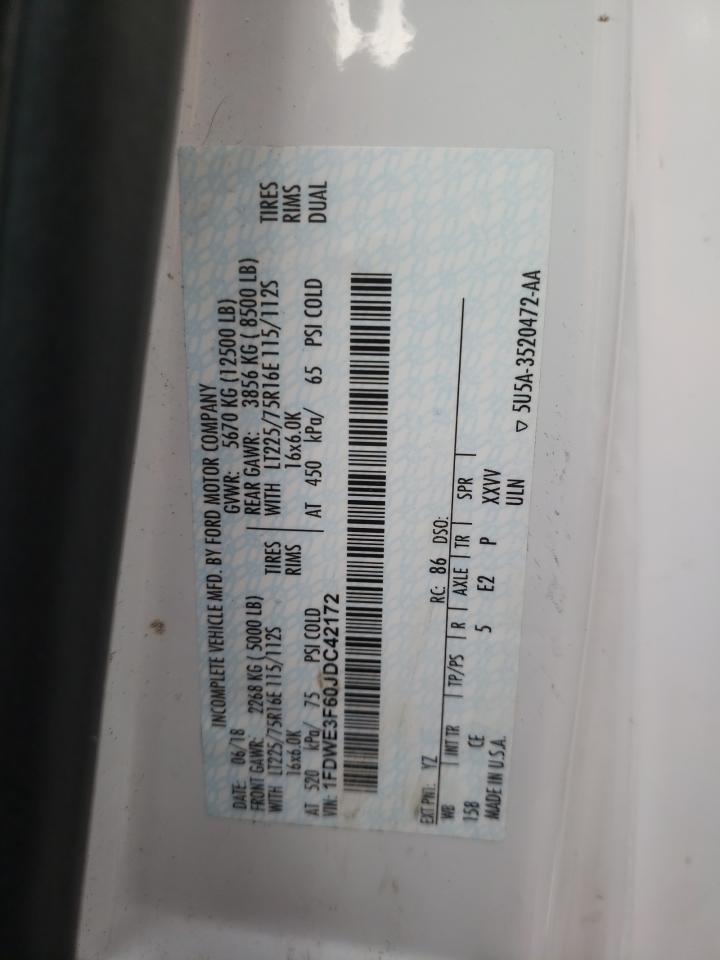 INCOMPLETE VEHICLE MFD. BY FORD MOTOR COMPANY
DATE: 06/18 GVWR: 5670 KG (12500 LB)
FRONT GAWR: 2268 KG ( 5000 LB) REAR GAWR: 3856 KG ( 8500 LB)
WITH LT225/75R16E 115/112S TIRES WITH LT225/75R16E 115/112S TIRES
16x6.0K RIMS 16x6.0K RIMS
AT 520 kPa/ 75 PSI COLD AT 450 kPa/ 65 PSI COLD DUAL
VIN: 1FDWE3F60JDC42172
EXT PNT: YZ RC: 86 DSO:
WB INT TR TP/PS R AXLE TR SPR
158 CE 5 E2 P XXVV
MADE IN U.S.A. ULN
▽ 5U5A-3520472-AA